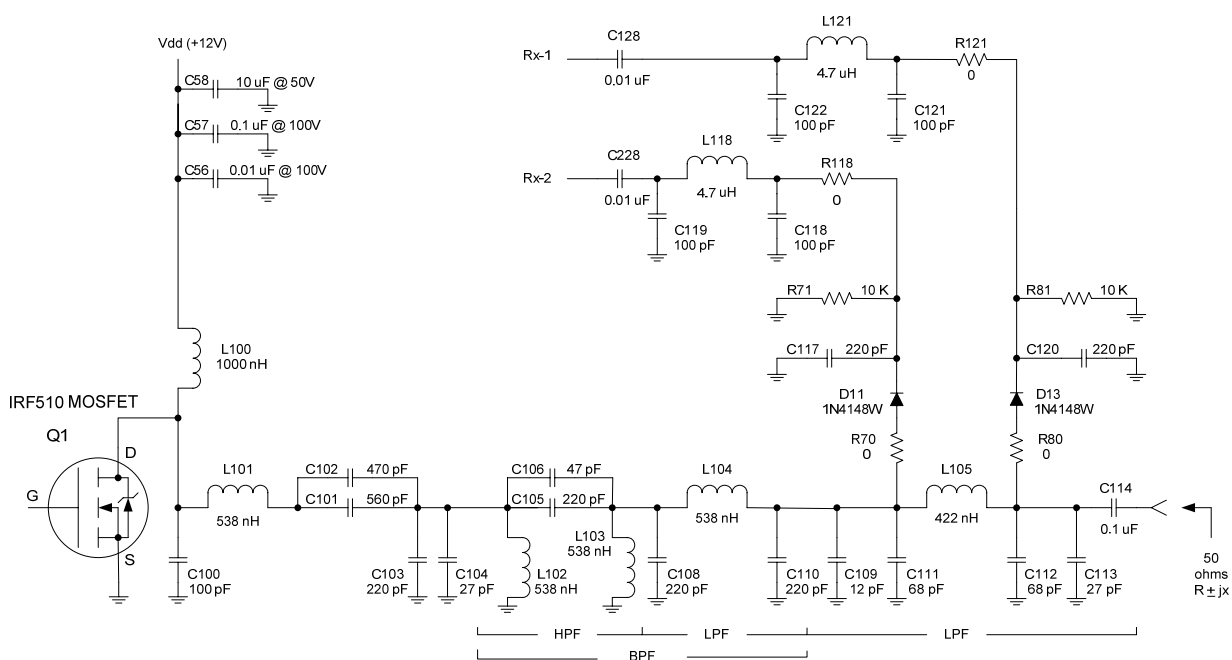 Vdd (+12V)
C58
10 uF @ 50V
C57
0.1 uF @ 100V
C56
0.01 uF @ 100V
L100
1000 nH
IRF510 MOSFET
Q1
D
G
S
C100
100 pF
L101
538 nH
C102
470 pF
C101
560 pF
C103
220 pF
C104
27 pF
C106
47 pF
C105
220 pF
L102
538 nH
L103
538 nH
C108
220 pF
L104
538 nH
C110
220 pF
C109
12 pF
C111
68 pF
L105
422 nH
C112
68 pF
C113
27 pF
C114
0.1 uF
50
ohms
R ± jx
HPF
LPF
LPF
BPF
Rx-1
C128
0.01 uF
L121
4.7 uH
R121
0
C122
100 pF
C121
100 pF
Rx-2
C228
0.01 uF
L118
4.7 uH
R118
0
C119
100 pF
C118
100 pF
R71
10 K
C117
220 pF
D11
1N4148W
R70
0
R81
10 K
C120
220 pF
D13
1N4148W
R80
0